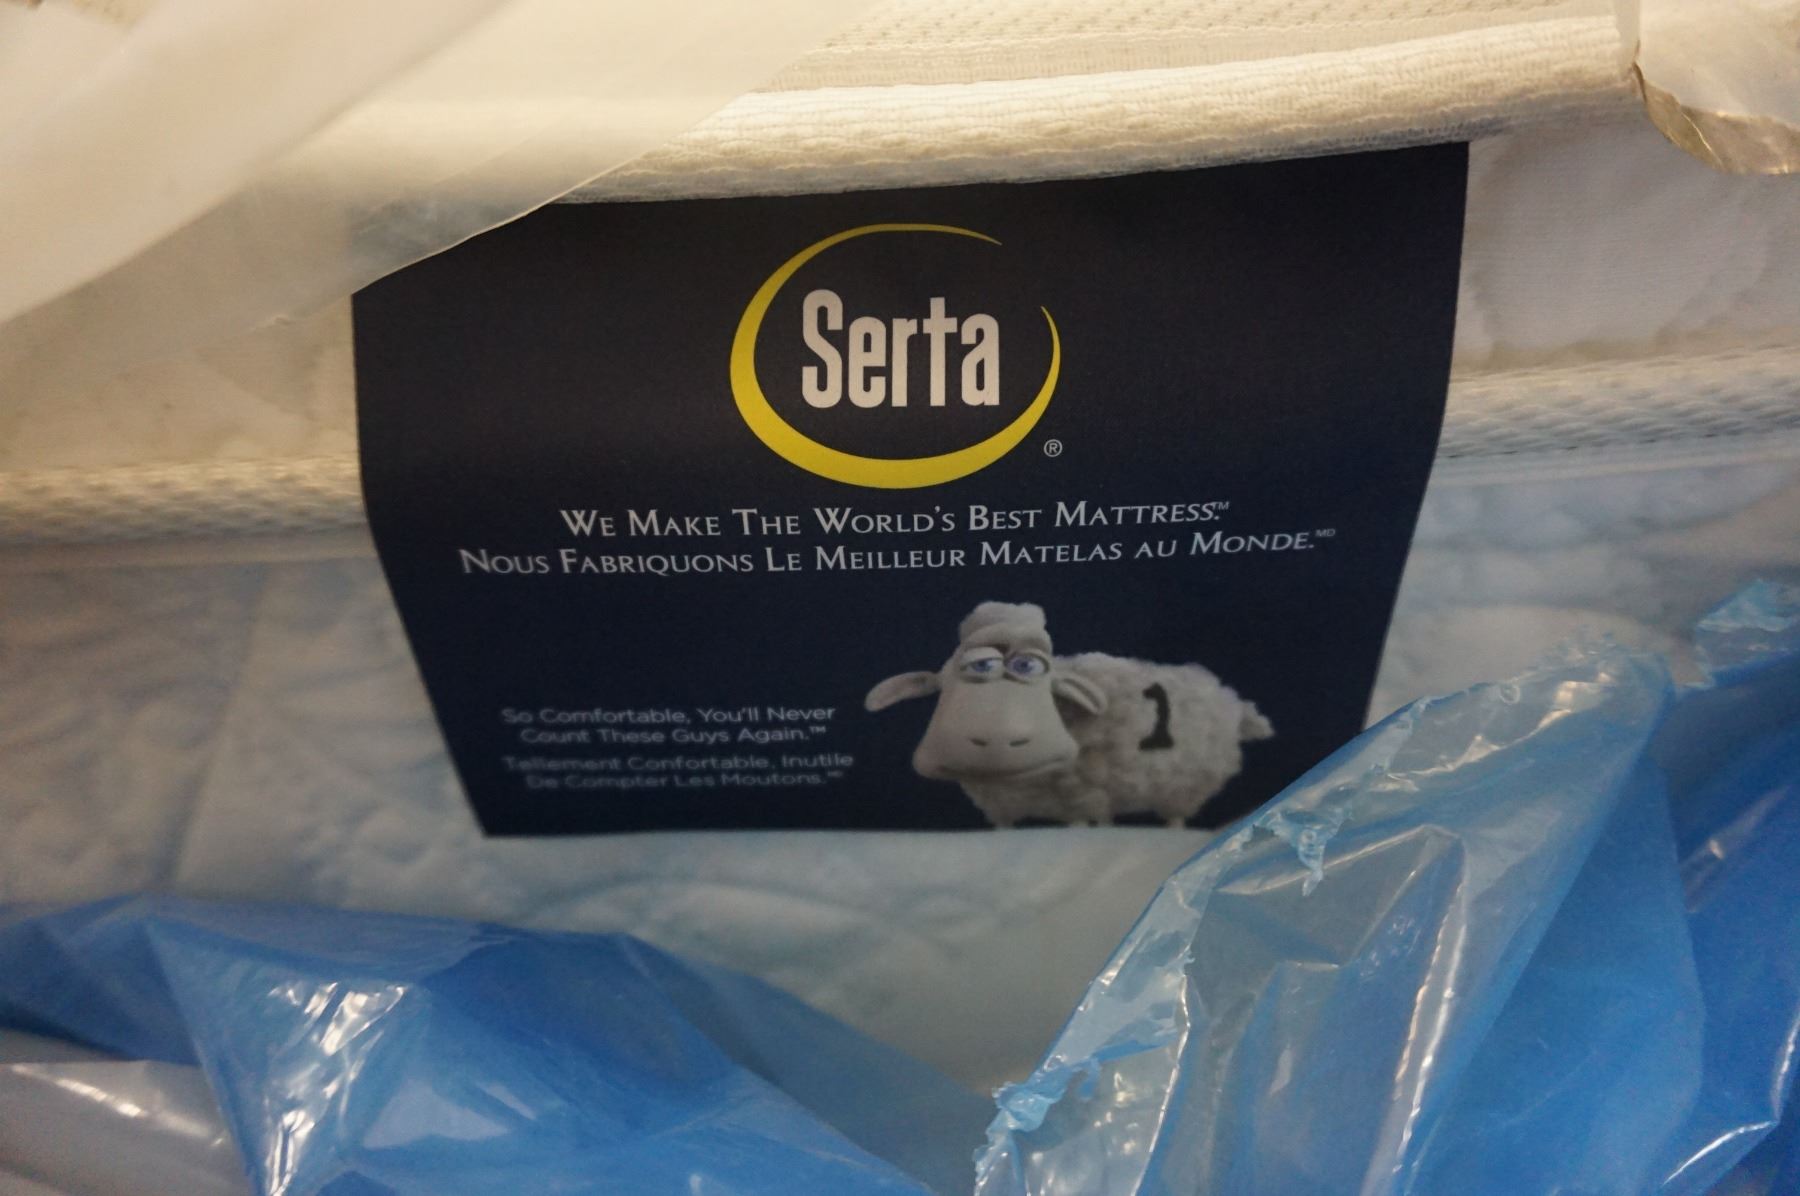 Serta®
WE MAKE THE WORLD'S BEST MATTRESS.™
NOUS FABRIQUONS LE MEILLEUR MATELAS AU MONDE.MD
So Comfortable, You'll Never
Count These Guys Again.™
Tellement Confortable, Inutile
De Compter Les Moutons.MD
1